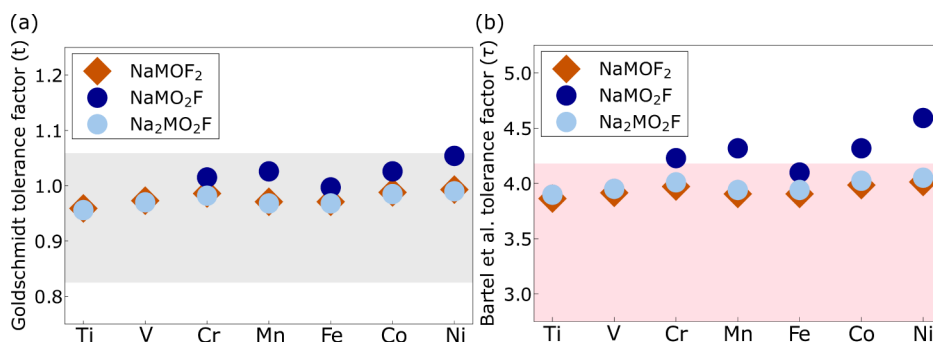 (a)
Goldschmidt tolerance factor (t)
1.2
1.1
1.0
0.9
0.8
NaMOF₂
NaMO₂F
Na₂MO₂F
Ti V Cr Mn Fe Co Ni
(b)
Bartel et al. tolerance factor (τ)
5.0
4.5
4.0
3.5
3.0
NaMOF₂
NaMO₂F
Na₂MO₂F
Ti V Cr Mn Fe Co Ni